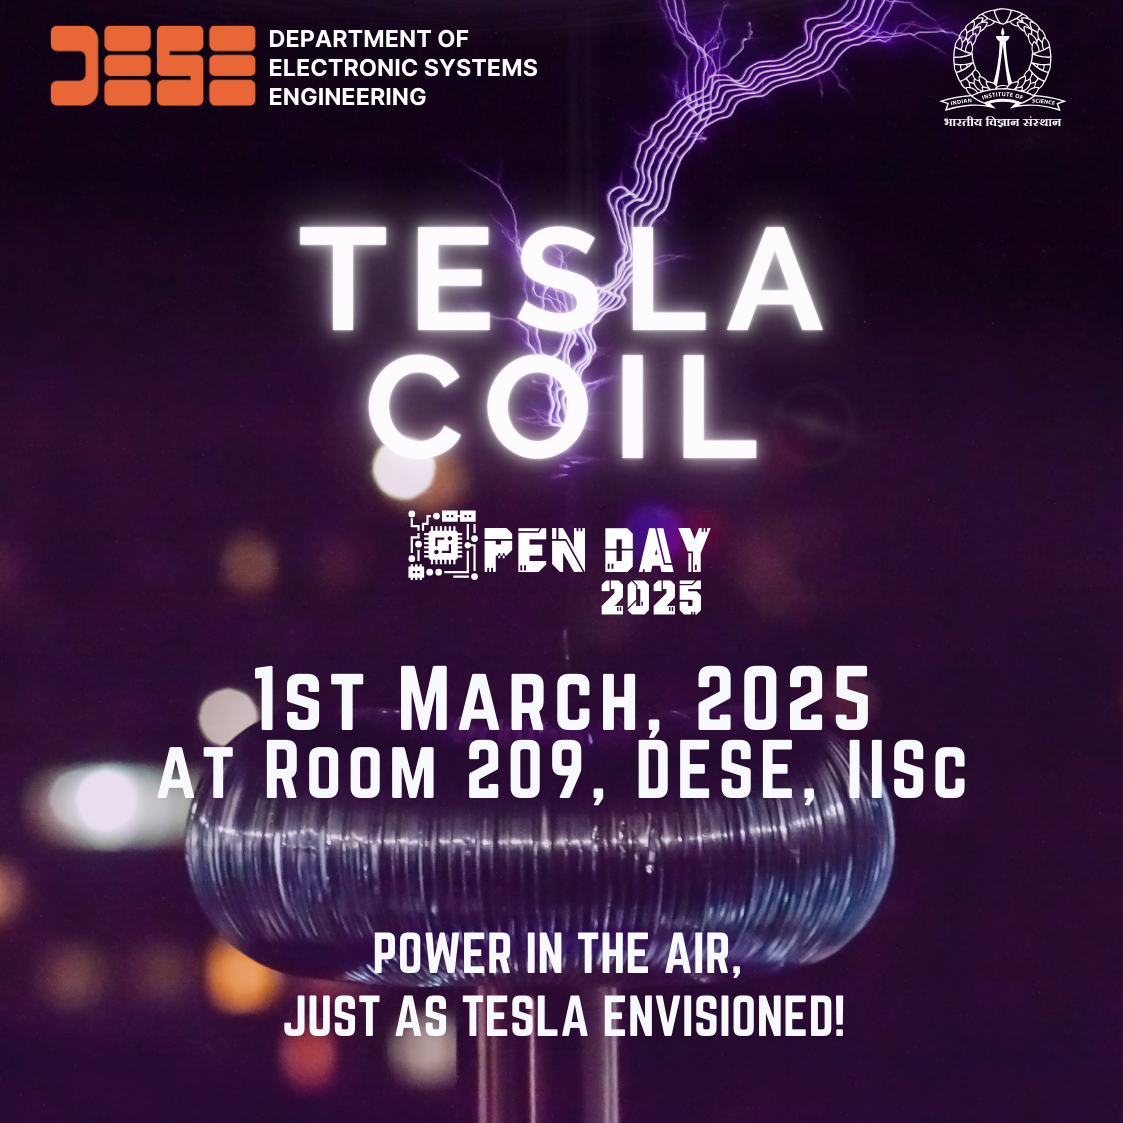 DESE
DEPARTMENT OF
ELECTRONIC SYSTEMS
ENGINEERING
INDIAN INSTITUTE OF SCIENCE
भारतीय विज्ञान संस्थान
TESLA
COIL
OPEN DAY
2025
1st March, 2025
at Room 209, DESE, IISc
POWER IN THE AIR,
JUST AS TESLA ENVISIONED!